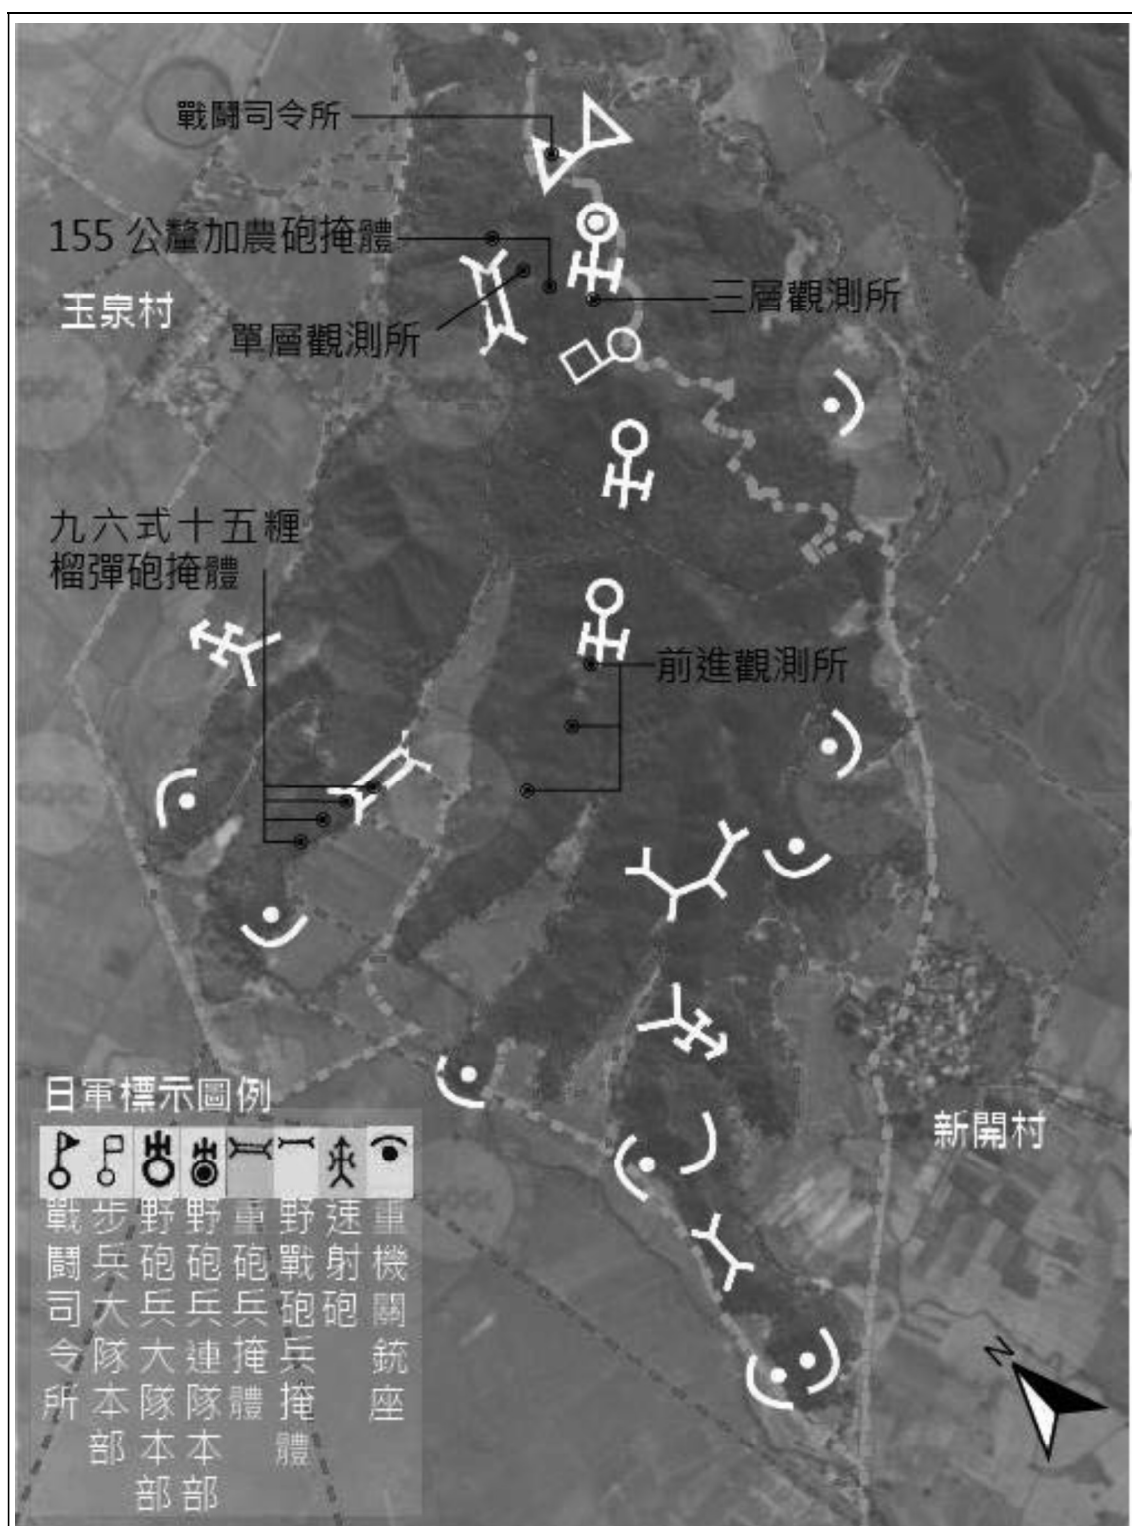 戰鬪司令所
155 公釐加農砲掩體
玉泉村
三層觀測所
單層觀測所
九六式十五糎
榴彈砲掩體
前進觀測所
新開村
日軍標示圖例
戰鬪司令所
步兵大隊本部
野砲兵大隊本部
野砲兵連隊本部
重砲兵掩體
野戰砲兵掩體
速射砲
重機關銃座
N